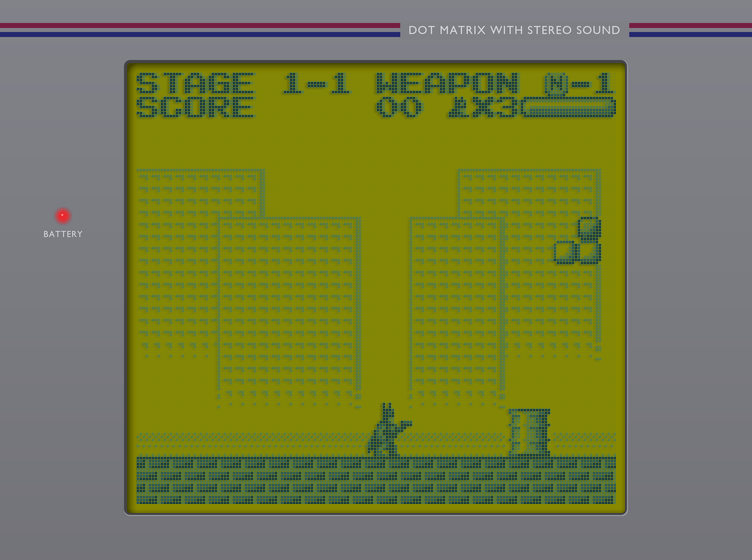 DOT MATRIX WITH STEREO SOUND
STAGE 1-1 WEAPON N-1
SCORE 00 X3
BATTERY